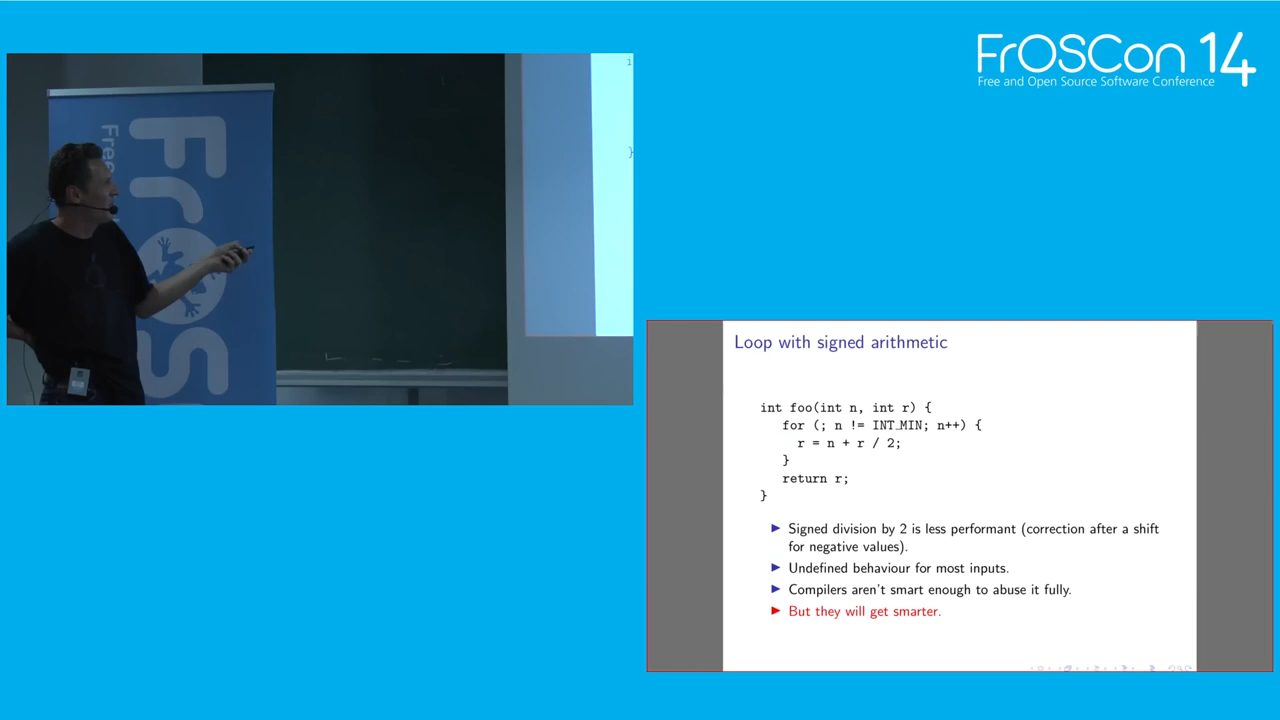 FrOSCon 14
Free and Open Source Software Conference
Free
FrOS
i
}
Loop with signed arithmetic
int foo(int n, int r) {
for (; n != INT_MIN; n++) {
r = n + r / 2;
}
return r;
}
▶ Signed division by 2 is less performant (correction after a shift
for negative values).
▶ Undefined behaviour for most inputs.
▶ Compilers aren't smart enough to abuse it fully.
▶ But they will get smarter.